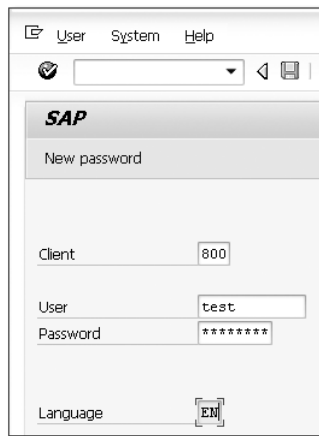 User System Help
SAP
New password
Client 800
User test
Password ********
Language EN